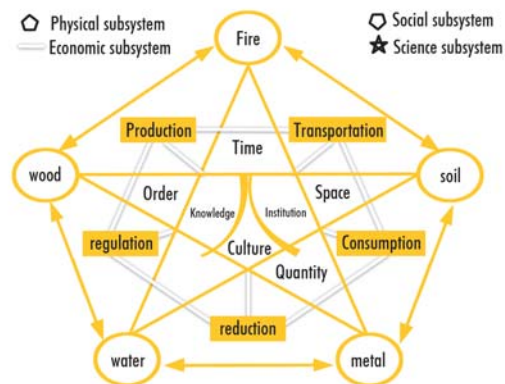 Physical subsystem
Economic subsystem
Social subsystem
Science subsystem
Fire
Production
Transportation
Time
wood
soil
Order
Space
Knowledge
Institution
regulation
Culture
Consumption
Quantity
reduction
water
metal